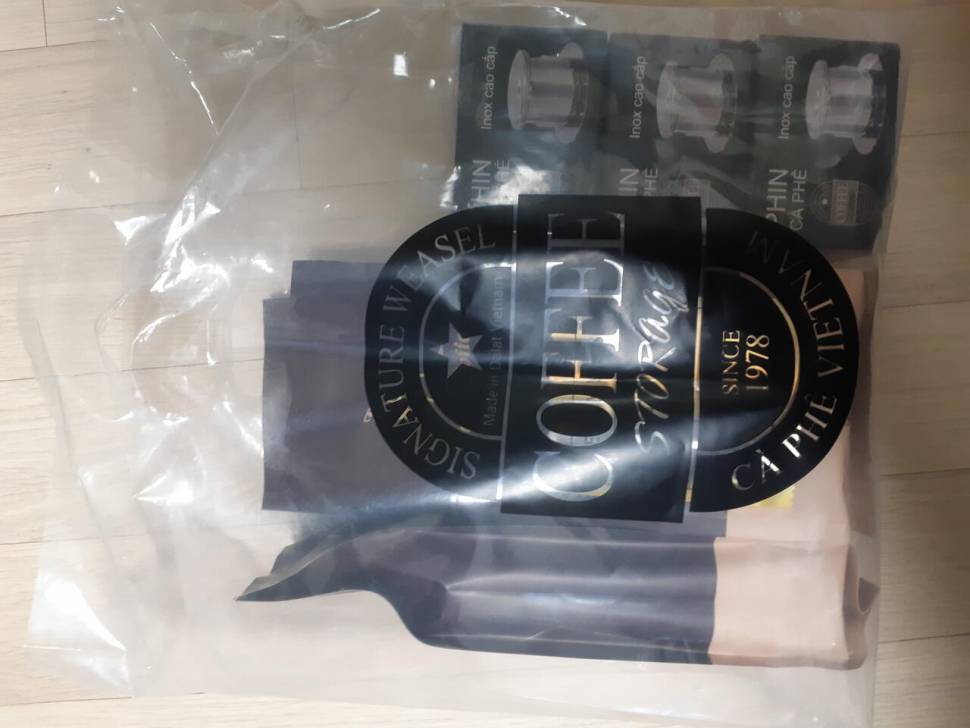 SIGNATURE WEASEL
Made in Dalat Vietnam
COFFEE
STORAGE
SINCE
1978
CÀ PHÊ VIETNAM
Inox cao cấp
Inox cao cấp
Inox cao cấp
PHIN
CÀ PHÊ